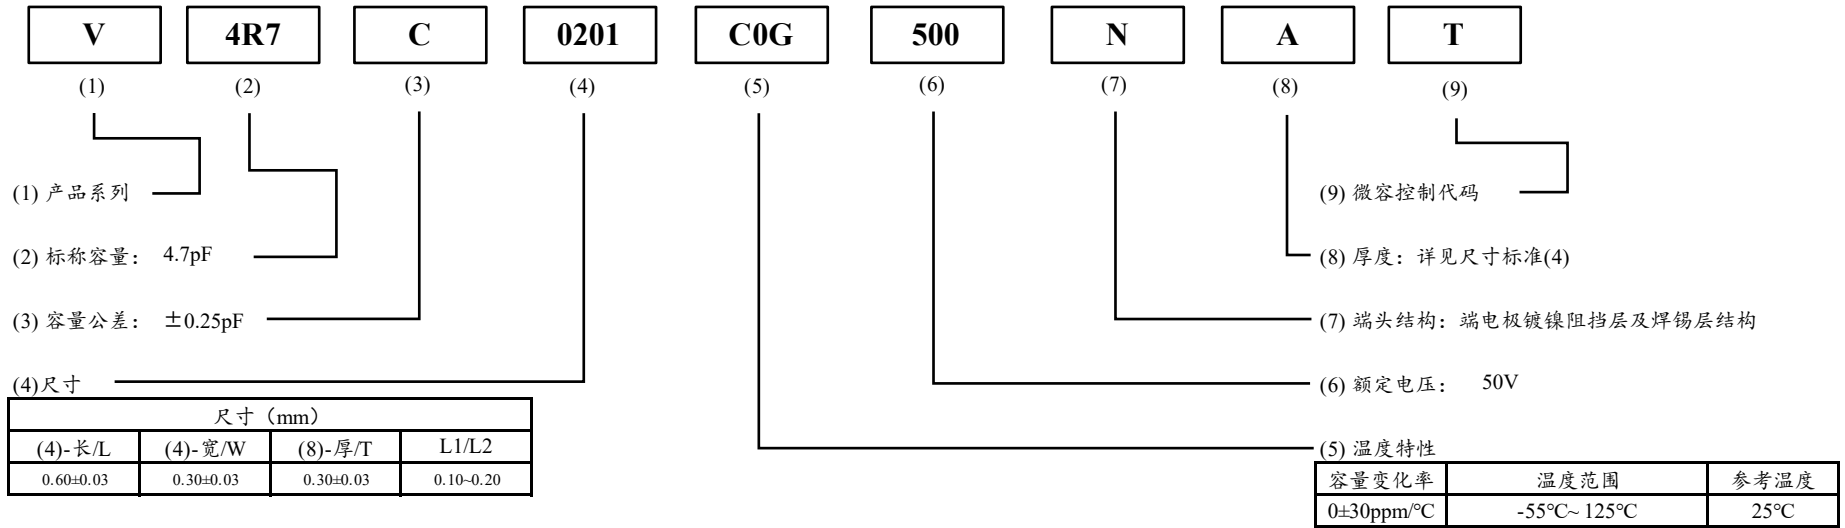 V 4R7 C 0201 C0G 500 N A T
(1) (2) (3) (4) (5) (6) (7) (8) (9)
(1) 产品系列
(9) 微容控制代码
(2) 标称容量： 4.7pF
(8) 厚度：详见尺寸标准(4)
(3) 容量公差： ±0.25pF
(7) 端头结构：端电极镀镍阻挡层及焊锡层结构
(4)尺寸
(6) 额定电压： 50V
尺寸（mm）
(4)-长/L (4)-宽/W (8)-厚/T L1/L2
0.60±0.03 0.30±0.03 0.30±0.03 0.10~0.20
(5) 温度特性
容量变化率 温度范围 参考温度
0±30ppm/°C -55°C~ 125°C 25°C